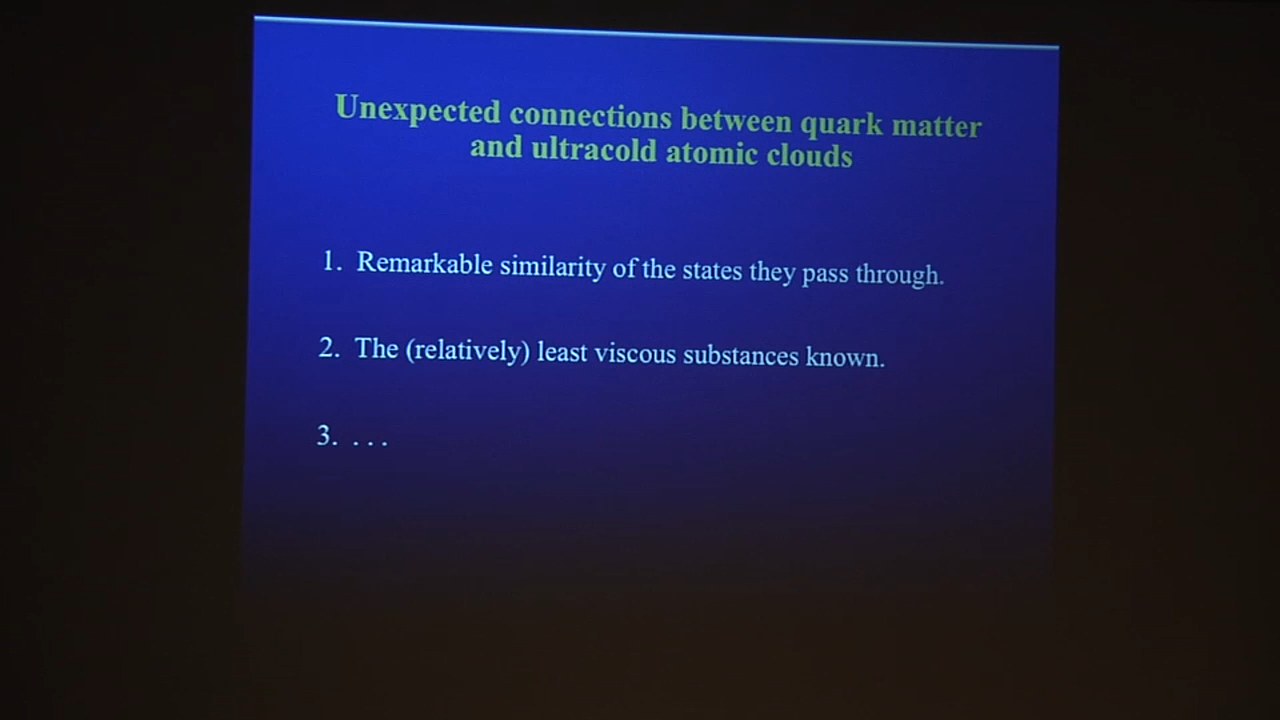 Unexpected connections between quark matter
and ultracold atomic clouds
1. Remarkable similarity of the states they pass through.
2. The (relatively) least viscous substances known.
3. . . .